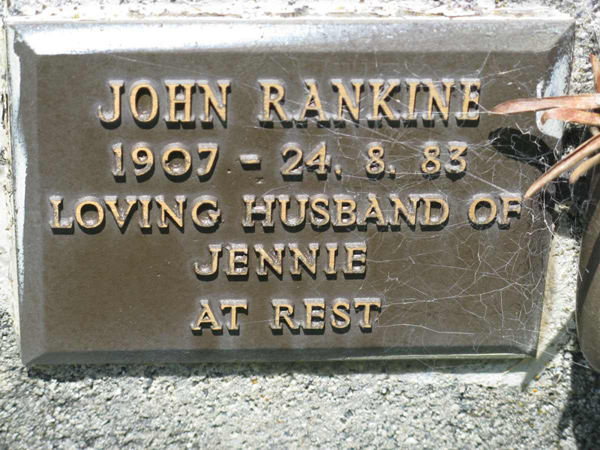 JOHN RANKINE
1907 - 24. 8. 83
LOVING HUSBAND OF
JENNIE
AT REST